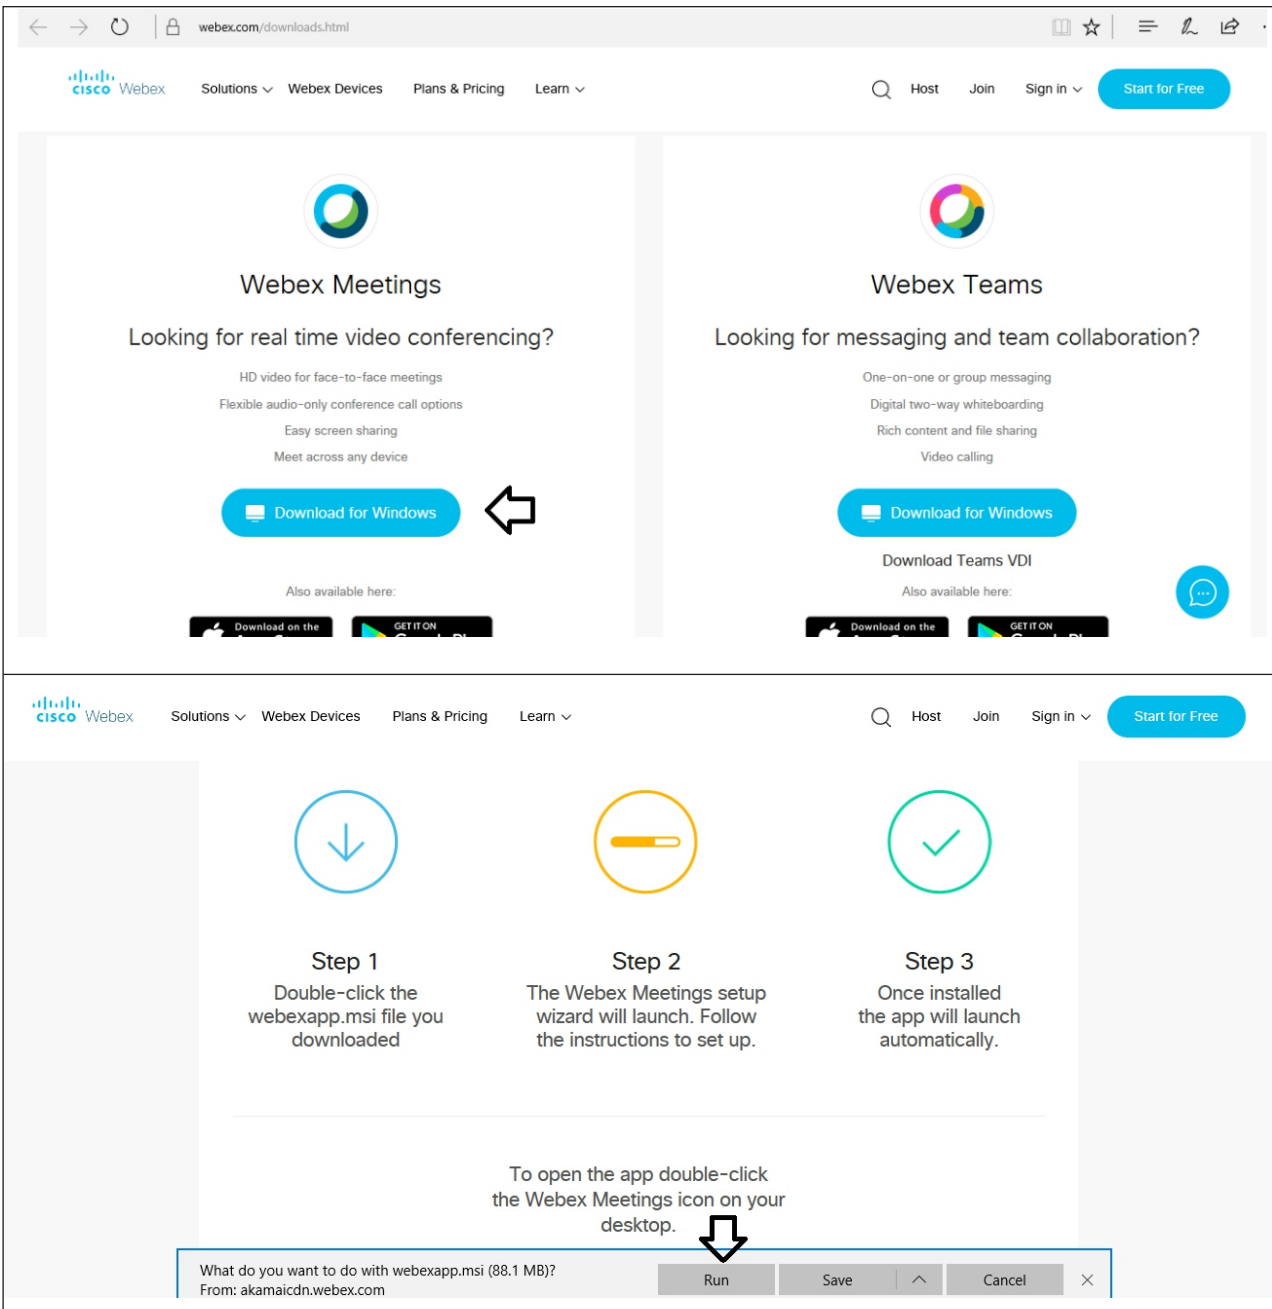 webex.com/downloads.html
CISCO Webex Solutions Webex Devices Plans & Pricing Learn Host Join Sign in Start for Free
Webex Meetings
Looking for real time video conferencing?
HD video for face-to-face meetings
Flexible audio-only conference call options
Easy screen sharing
Meet across any device
Download for Windows
Also available here:
Download on the
GET IT ON
Webex Teams
Looking for messaging and team collaboration?
One-on-one or group messaging
Digital two-way whiteboarding
Rich content and file sharing
Video calling
Download for Windows
Download Teams VDI
Also available here:
Download on the
GET IT ON
CISCO Webex Solutions Webex Devices Plans & Pricing Learn Host Join Sign in Start for Free
Step 1
Double-click the
webexapp.msi file you
downloaded
Step 2
The Webex Meetings setup
wizard will launch. Follow
the instructions to set up.
Step 3
Once installed
the app will launch
automatically.
To open the app double-click
the Webex Meetings icon on your
desktop.
What do you want to do with webexapp.msi (88.1 MB)?
From: akamaicdn.webex.com
Run Save Cancel